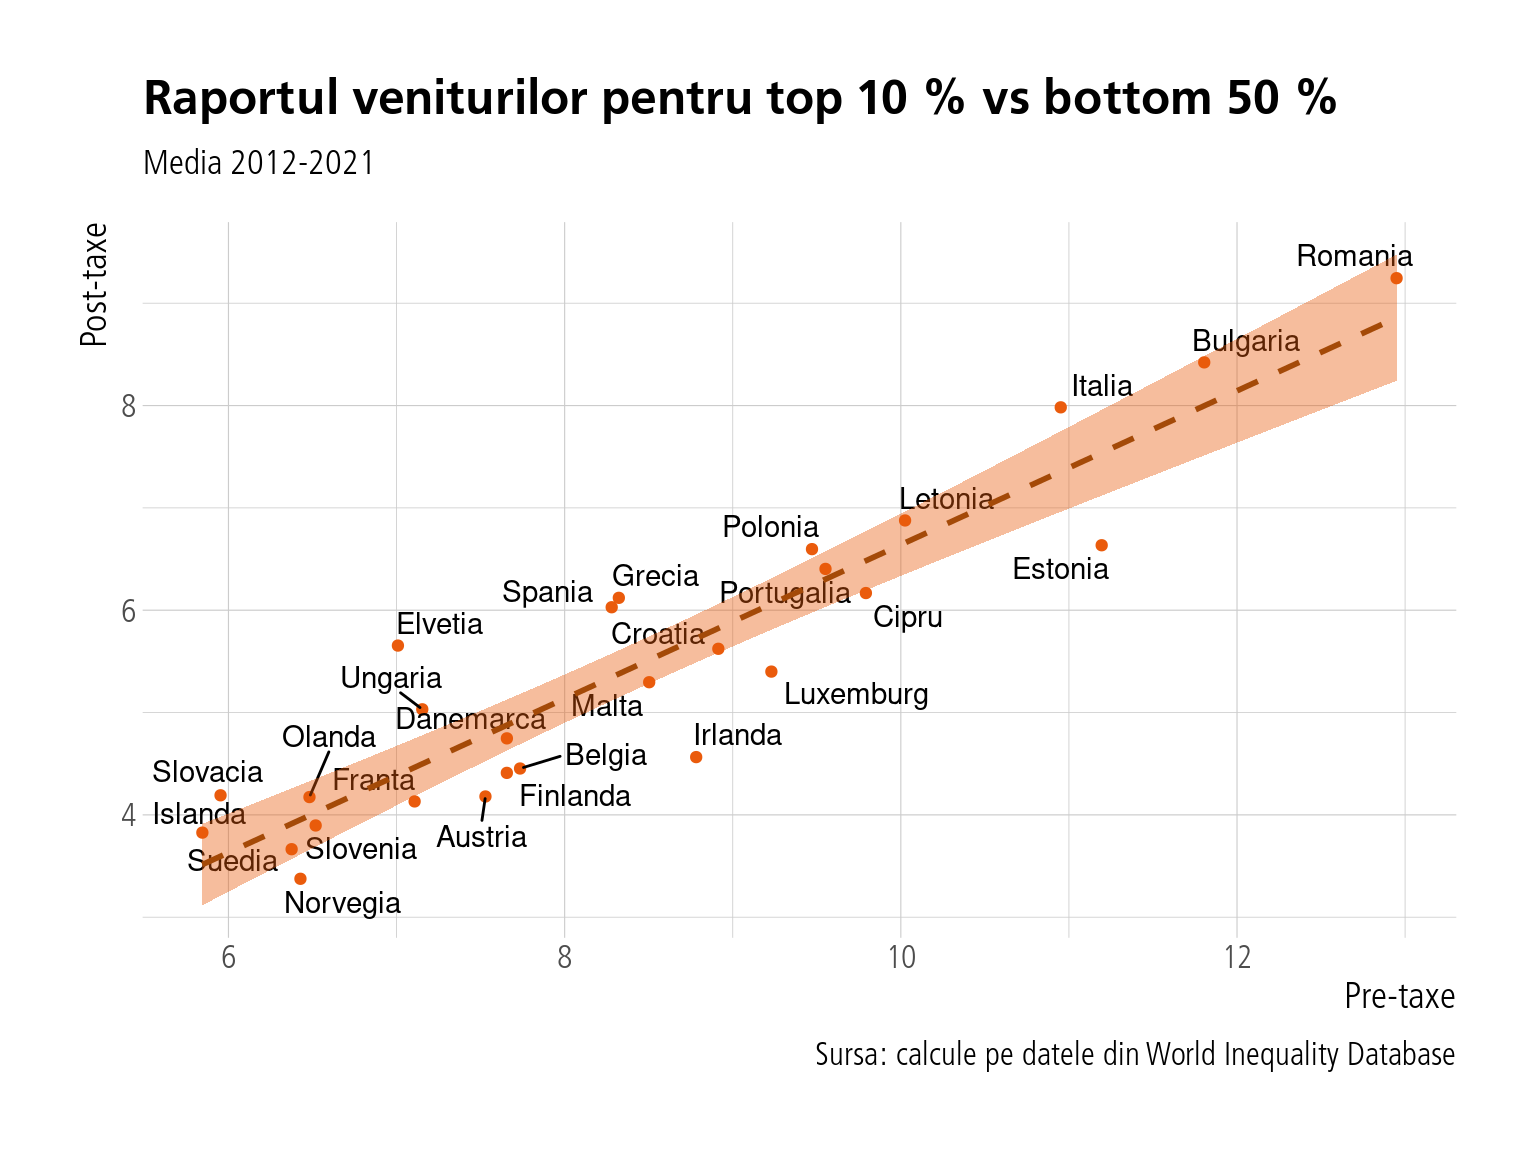 Raportul veniturilor pentru top 10 % vs bottom 50 %
Media 2012-2021
Post-taxe
Romania
Bulgaria
Italia
8
Letonia
Polonia
Estonia
Grecia
Spania
Portugalia
6
Cipru
Elvetia
Croatia
Ungaria
Luxemburg
Malta
Danemarca
Olanda
Irlanda
Belgia
Slovacia
Franta
Finlanda
Islanda
4
Austria
Slovenia
Suedia
Norvegia
6 8 10 12
Pre-taxe
Sursa: calcule pe datele din World Inequality Database